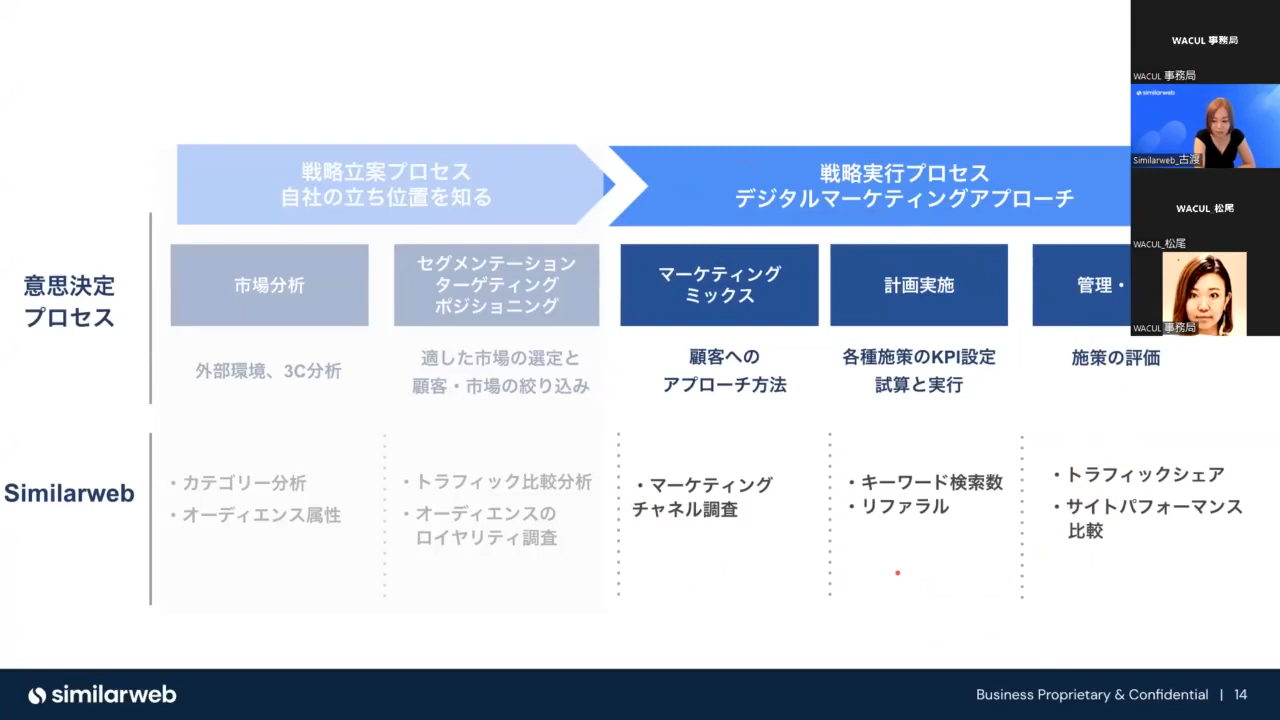 戦略立案プロセス
自社の立ち位置を知る
戦略実行プロセス
デジタルマーケティングアプローチ
意思決定
プロセス
市場分析
セグメンテーション
ターゲティング
ポジショニング
マーケティング
ミックス
計画実施
管理・
外部環境、3C分析
適した市場の選定と
顧客・市場の絞り込み
顧客への
アプローチ方法
各種施策のKPI設定
試算と実行
施策の評価
Similarweb
・カテゴリー分析
・オーディエンス属性
・トラフィック比較分析
・オーディエンスの
ロイヤリティ調査
・マーケティング
チャネル調査
・キーワード検索数
・リファラル
・トラフィックシェア
・サイトパフォーマンス
比較
WACUL 事務局
WACUL 事務局
similarweb
Similarweb_古渡
WACUL_松尾
WACUL_松尾
WACUL 事務局
similarweb
Business Proprietary & Confidential | 14